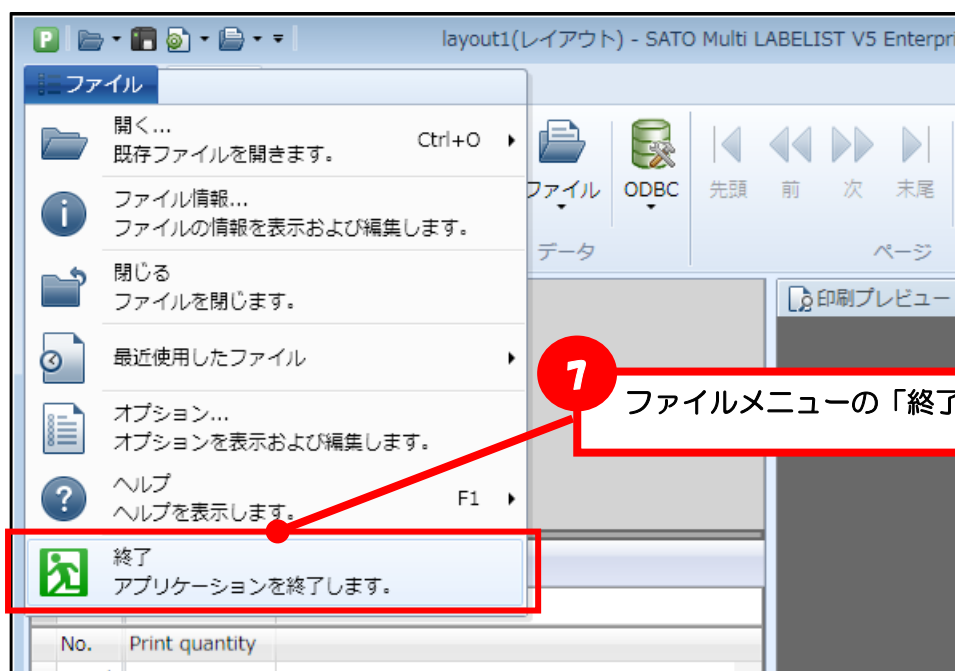 layout1(レイアウト) - SATO Multi LABELIST V5 Enterpri
ファイル
開く...
既存ファイルを開きます。
Ctrl+O
ファイル情報...
ファイルの情報を表示および編集します。
閉じる
ファイルを閉じます。
最近使用したファイル
オプション...
オプションを表示および編集します。
ヘルプ
ヘルプを表示します。
F1
終了
アプリケーションを終了します。
ファイル
ODBC
先頭
前
次
末尾
データ
ページ
印刷プレビュー
1
ファイルメニューの「終了
No.
Print quantity